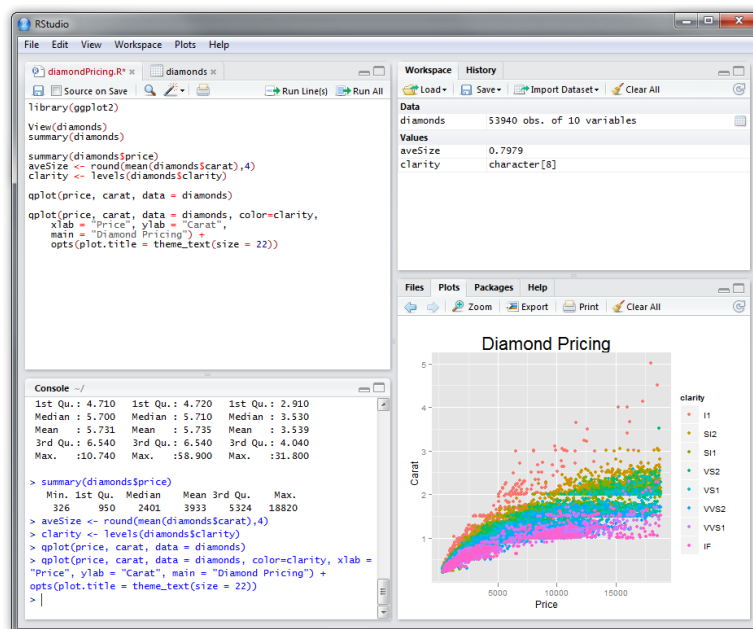 RStudio
File Edit View Workspace Plots Help
diamondPricing.R* diamonds
Source on Save Run Line(s) Run All
library(ggplot2)
View(diamonds)
summary(diamonds)
summary(diamonds$price)
aveSize <- round(mean(diamonds$carat),4)
clarity <- levels(diamonds$clarity)
qplot(price, carat, data = diamonds)
qplot(price, carat, data = diamonds, color=clarity,
xlab = "Price", ylab = "Carat",
main = "Diamond Pricing") +
opts(plot.title = theme_text(size = 22))
Console ~/
1st Qu.: 4.710 1st Qu.: 4.720 1st Qu.: 2.910
Median : 5.700 Median : 5.710 Median : 3.530
Mean : 5.731 Mean : 5.735 Mean : 3.539
3rd Qu.: 6.540 3rd Qu.: 6.540 3rd Qu.: 4.040
Max. :10.740 Max. :58.900 Max. :31.800
> summary(diamonds$price)
Min. 1st Qu. Median Mean 3rd Qu. Max.
326 950 2401 3933 5324 18820
> aveSize <- round(mean(diamonds$carat),4)
> clarity <- levels(diamonds$clarity)
> qplot(price, carat, data = diamonds)
> qplot(price, carat, data = diamonds, color=clarity, xlab =
"Price", ylab = "Carat", main = "Diamond Pricing") +
opts(plot.title = theme_text(size = 22))
>
Workspace History
Load Save Import Dataset Clear All
Data
diamonds 53940 obs. of 10 variables
Values
aveSize 0.7979
clarity character[8]
Files Plots Packages Help
Zoom Export Print Clear All
Diamond Pricing
5
4
3
2
1
Carat
5000 10000 15000
Price
clarity
I1
SI2
SI1
VS2
VS1
VVS2
VVS1
IF